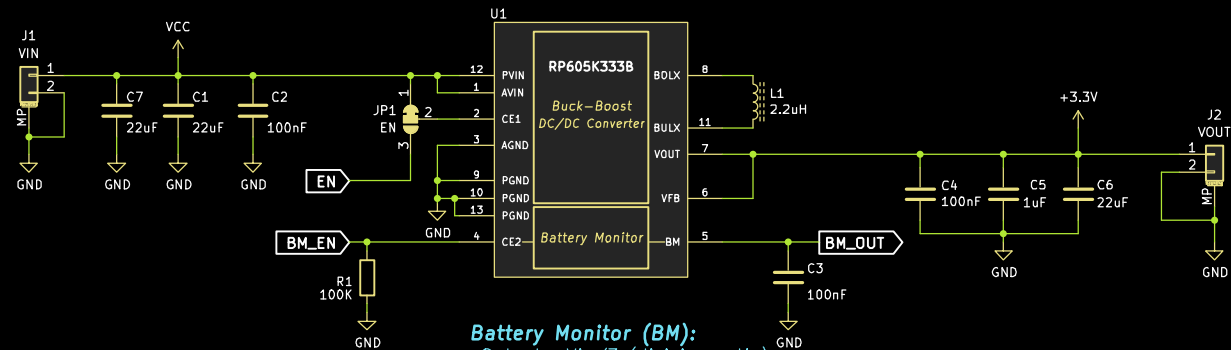 J1
VIN
1
2
MP
GND
VCC
C7
22uF
GND
C1
22uF
GND
C2
100nF
GND
JP1
EN
1
2
3
EN
BM_EN
R1
100K
GND
GND
U1
RP605K333B
Buck-Boost
DC/DC Converter
Battery Monitor
12 PVIN
1 AVIN
2 CE1
3 AGND
9 PGND
10 PGND
13 PGND
4 CE2
BOLX 8
BULX 11
VOUT 7
VFB 6
BM 5
L1
2.2uH
BM_OUT
C3
100nF
GND
+3.3V
C4
100nF
C5
1uF
C6
22uF
GND
J2
VOUT
1
2
MP
GND
Battery Monitor (BM):